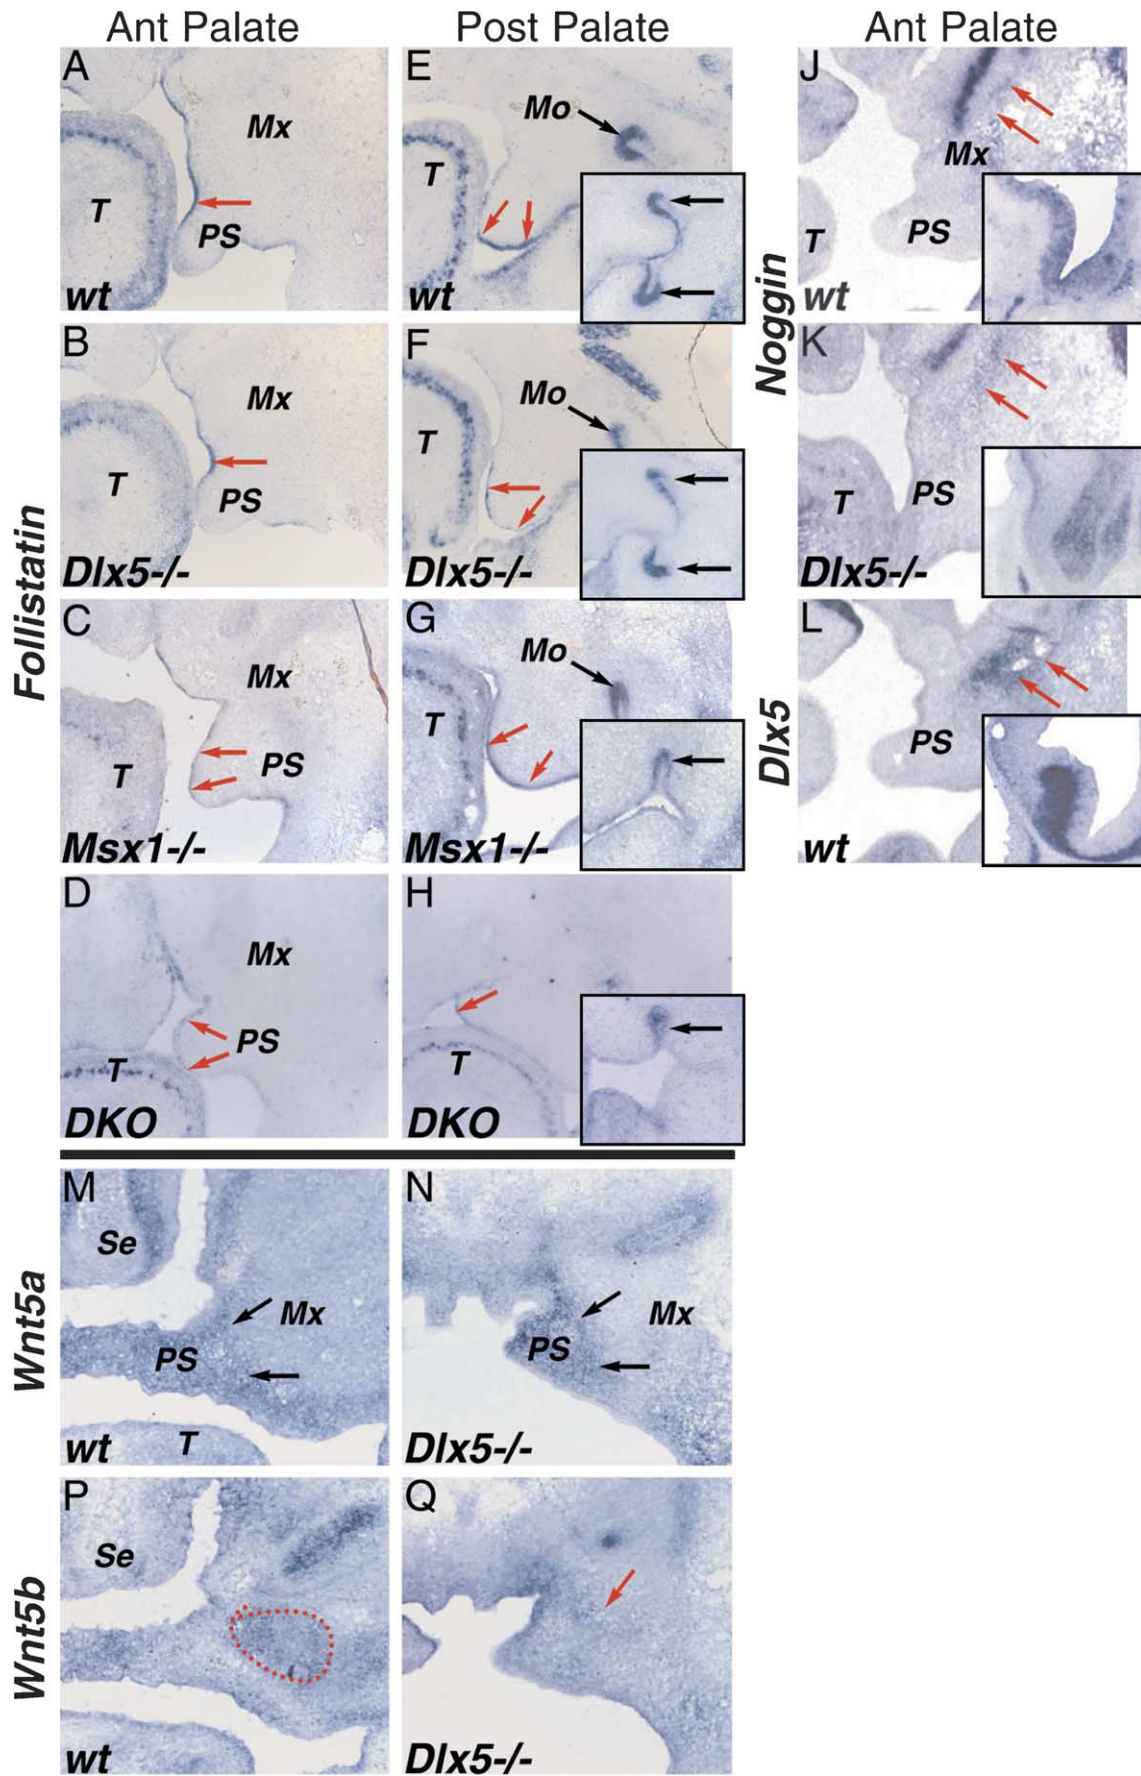 Ant Palate
Post Palate
Ant Palate
Follistatin
A
Mx
T
PS
wt
E
Mo
T
wt
B
Mx
T
PS
Dlx5-/-
F
Mo
T
Dlx5-/-
C
Mx
T
PS
Msx1-/-
G
Mo
T
Msx1-/-
D
Mx
PS
T
DKO
H
T
DKO
Noggin
J
Mx
T
PS
wt
K
T
PS
Dlx5-/-
Dlx5
L
PS
wt
Wnt5a
M
Se
Mx
PS
wt
T
N
Mx
PS
Dlx5-/-
Wnt5b
P
Se
wt
Q
Dlx5-/-